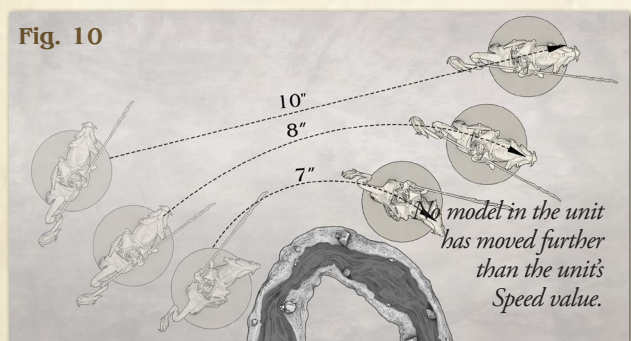 Fig. 10
10"
8"
7"
No model in the unit
has moved further
than the unit's
Speed value.